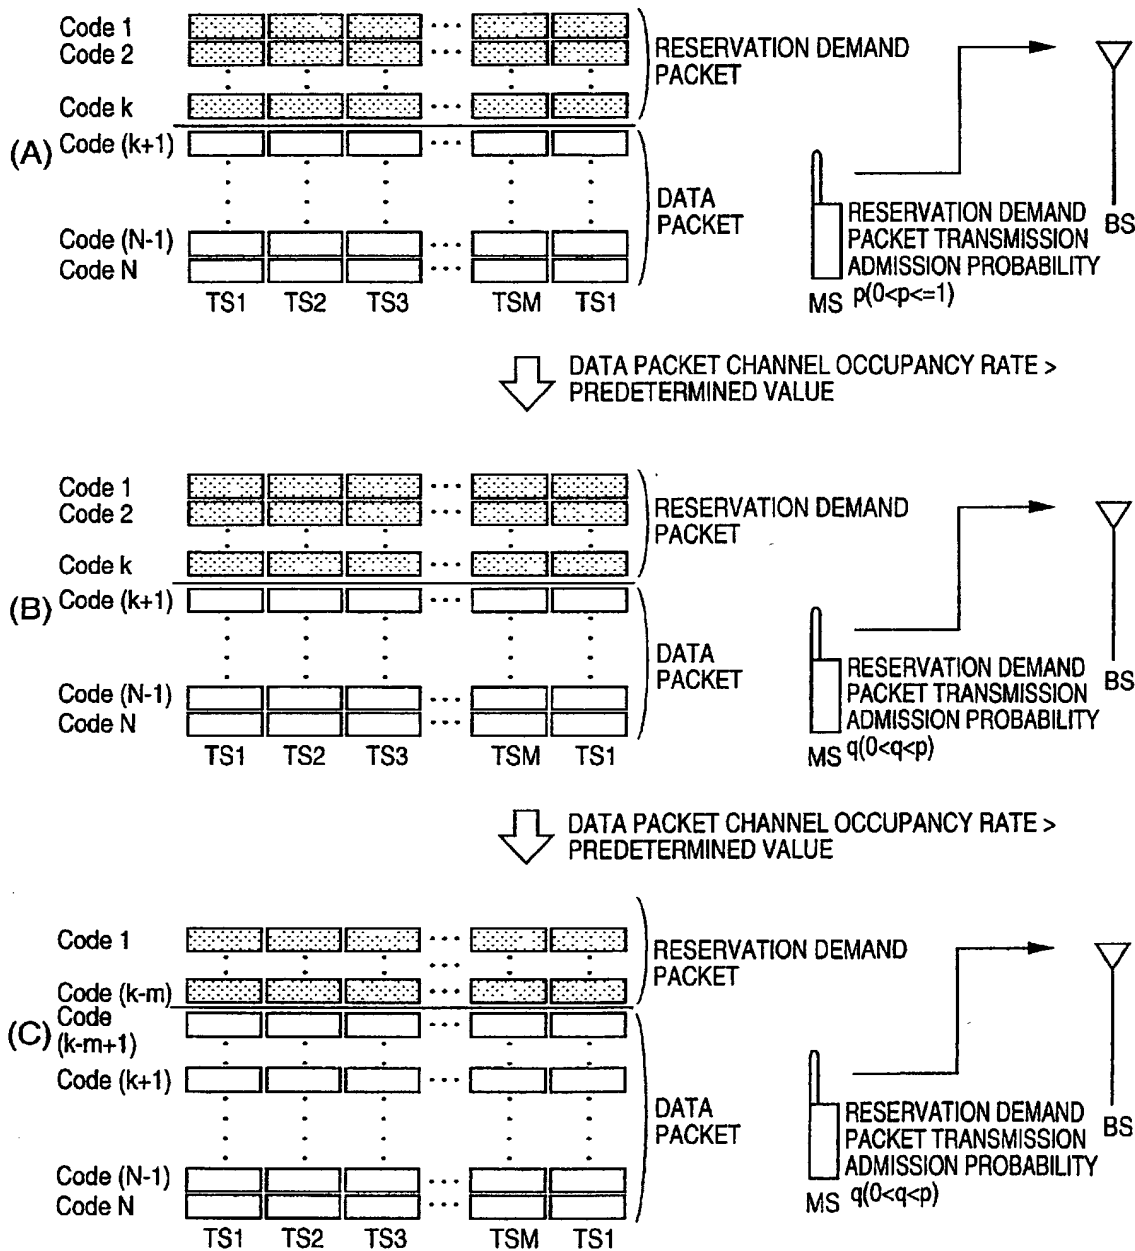 (A)
Code 1
Code 2
Code k
Code (k+1)
Code (N-1)
Code N
TS1 TS2 TS3 TSM TS1
RESERVATION DEMAND
PACKET
DATA
PACKET
MS
RESERVATION DEMAND
PACKET TRANSMISSION
ADMISSION PROBABILITY
p(0<p<=1)
BS
DATA PACKET CHANNEL OCCUPANCY RATE >
PREDETERMINED VALUE
(B)
Code 1
Code 2
Code k
Code (k+1)
Code (N-1)
Code N
TS1 TS2 TS3 TSM TS1
RESERVATION DEMAND
PACKET
DATA
PACKET
MS
RESERVATION DEMAND
PACKET TRANSMISSION
ADMISSION PROBABILITY
q(0<q<p)
BS
DATA PACKET CHANNEL OCCUPANCY RATE >
PREDETERMINED VALUE
(C)
Code 1
Code (k-m)
Code
(k-m+1)
Code (k+1)
Code (N-1)
Code N
TS1 TS2 TS3 TSM TS1
RESERVATION DEMAND
PACKET
DATA
PACKET
MS
RESERVATION DEMAND
PACKET TRANSMISSION
ADMISSION PROBABILITY
q(0<q<p)
BS